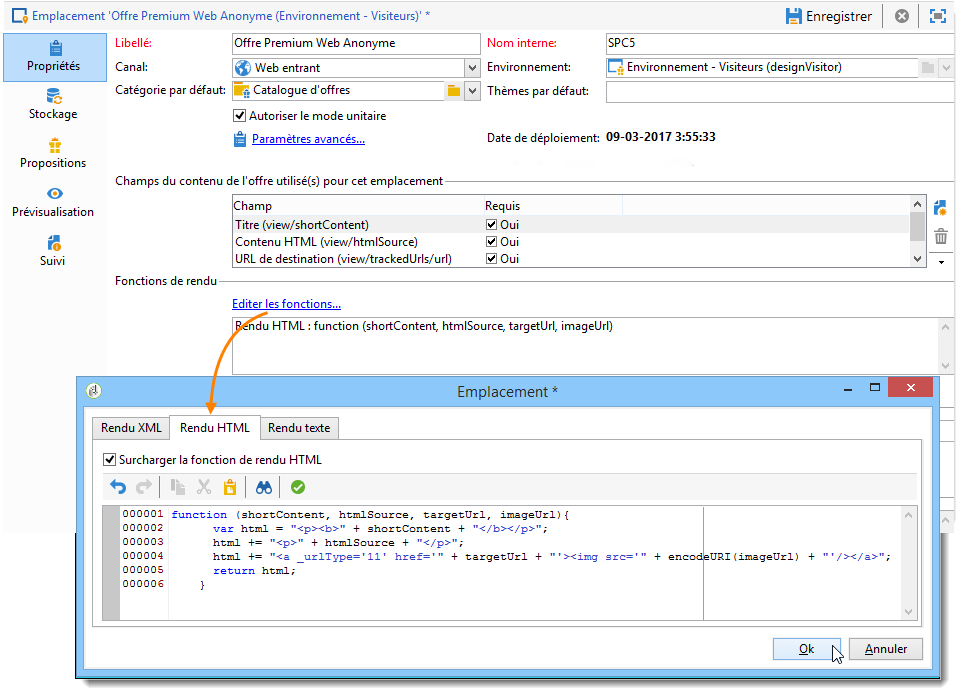 Emplacement 'Offre Premium Web Anonyme (Environnement - Visiteurs)' *
Enregistrer
Propriétés
Stockage
Propositions
Prévisualisation
Suivi
Libellé: Offre Premium Web Anonyme Nom interne: SPC5
Canal: Web entrant Environnement: Environnement - Visiteurs (designVisitor)
Catégorie par défaut: Catalogue d'offres Thèmes par défaut:
Autoriser le mode unitaire
Paramètres avancés... Date de déploiement: 09-03-2017 3:55:33
Champs du contenu de l'offre utilisé(s) pour cet emplacement
Champ Requis
Titre (view/shortContent) Oui
Contenu HTML (view/htmlSource) Oui
URL de destination (view/trackedUrls/url) Oui
Fonctions de rendu
Editer les fonctions...
Rendu HTML : function (shortContent, htmlSource, targetUrl, imageUrl)
Emplacement *
Rendu XML Rendu HTML Rendu texte
Surcharger la fonction de rendu HTML
000001 function (shortContent, htmlSource, targetUrl, imageUrl){
000002 var html = "<p><b>" + shortContent + "</b></p>";
000003 html += "<p>" + htmlSource + "</p>";
000004 html += "<a _urlType='11' href='" + targetUrl + "'><img src='" + encodeURI(imageUrl) + "'/></a>";
000005 return html;
000006 }
Ok Annuler